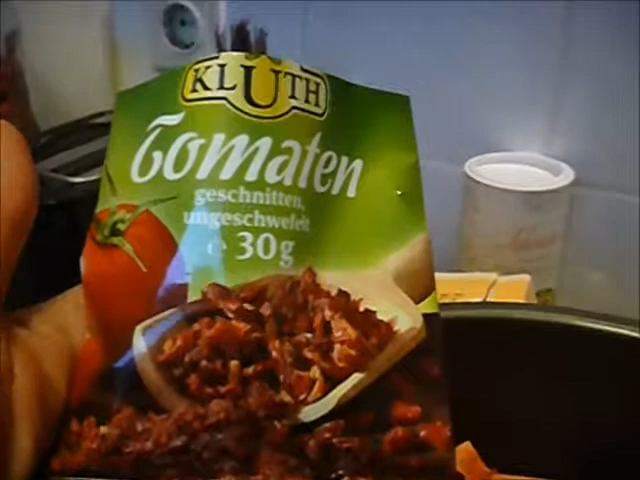 KLUTH
Tomaten
geschnitten,
ungeschwefelt
℮ 30g